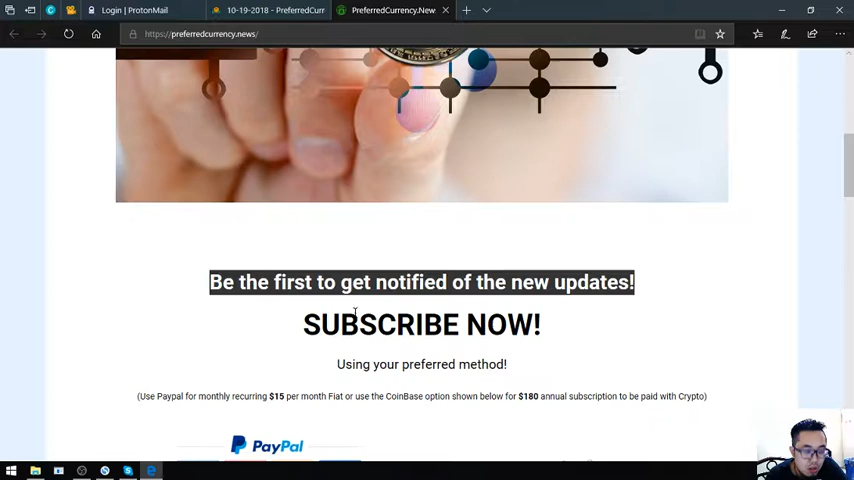 Login | ProtonMail
10-19-2018 - PreferredCurr
PreferredCurrency.News
https://preferredcurrency.news/
Be the first to get notified of the new updates!
SUBSCRIBE NOW!
Using your preferred method!
(Use Paypal for monthly recurring $15 per month Fiat or use the CoinBase option shown below for $180 annual subscription to be paid with Crypto)
PayPal